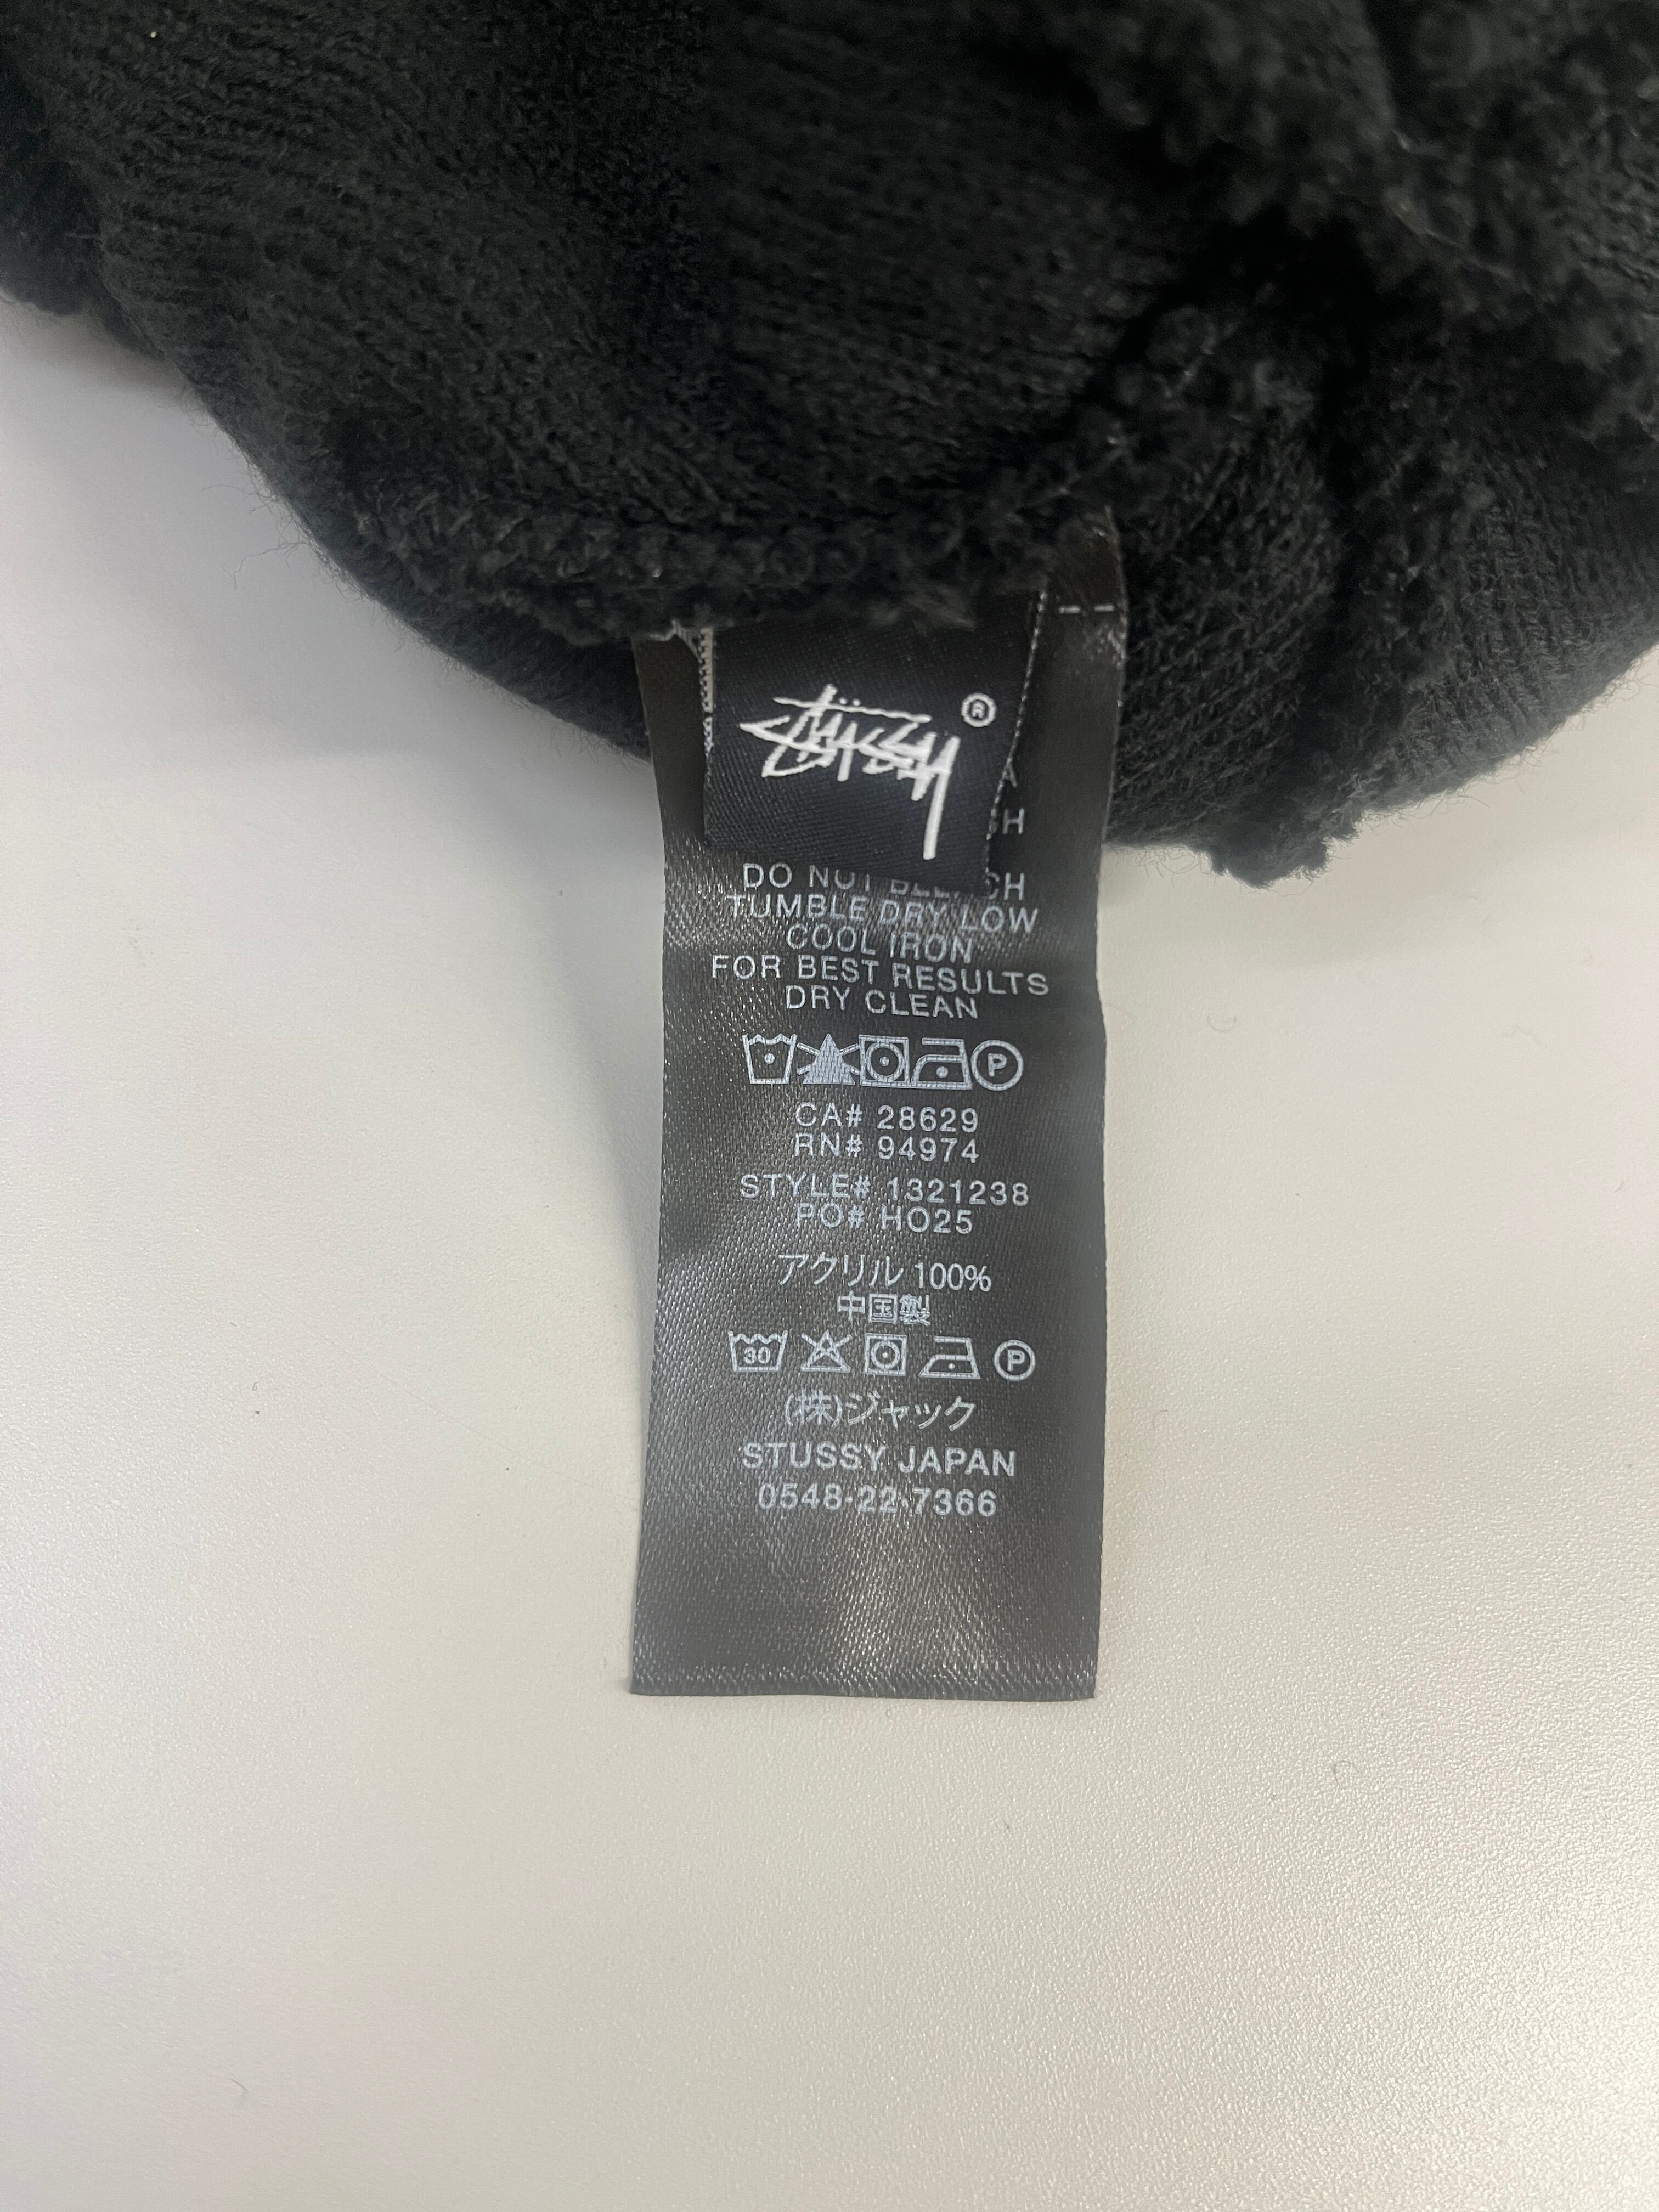 STÜSSY ®
DO NOT BLEACH
TUMBLE DRY LOW
COOL IRON
FOR BEST RESULTS
DRY CLEAN
P
CA# 28629
RN# 94974
STYLE# 1321238
PO# HO25
アクリル 100%
中国製
30 P
(株)ジャック
STUSSY JAPAN
0548-22-7366